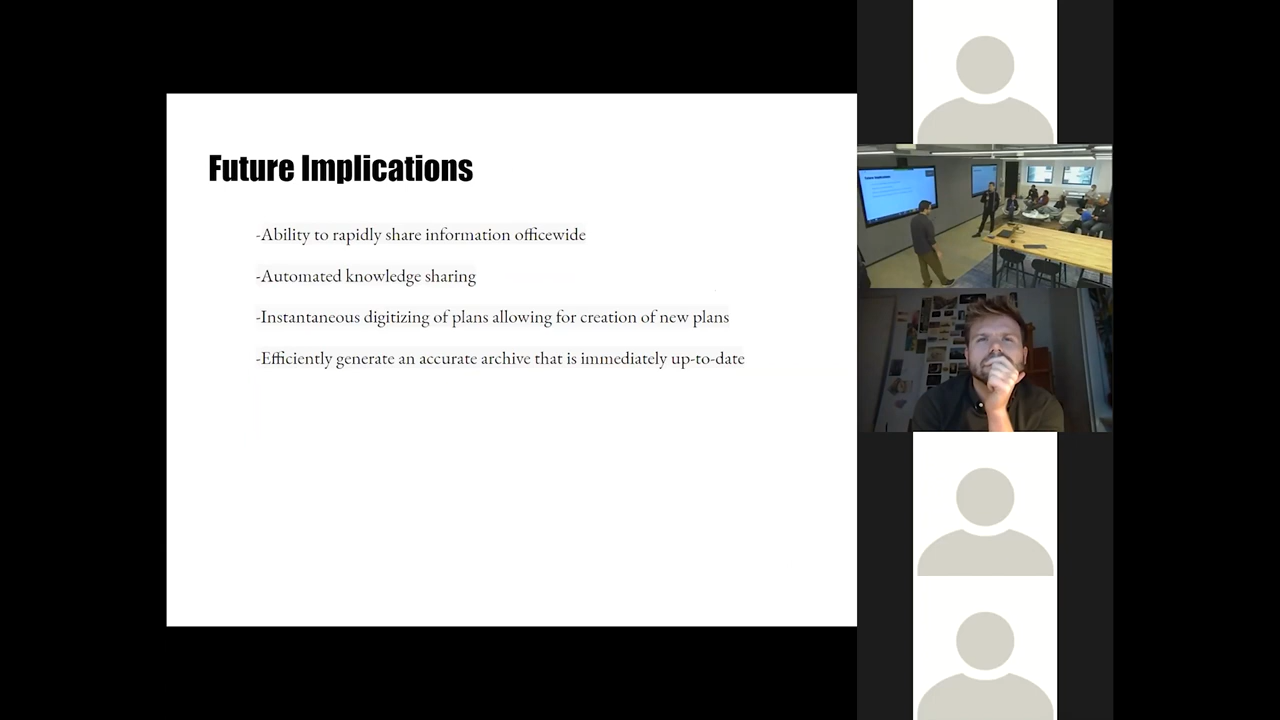 Future Implications
-Ability to rapidly share information officewide
-Automated knowledge sharing
-Instantaneous digitizing of plans allowing for creation of new plans
-Efficiently generate an accurate archive that is immediately up-to-date